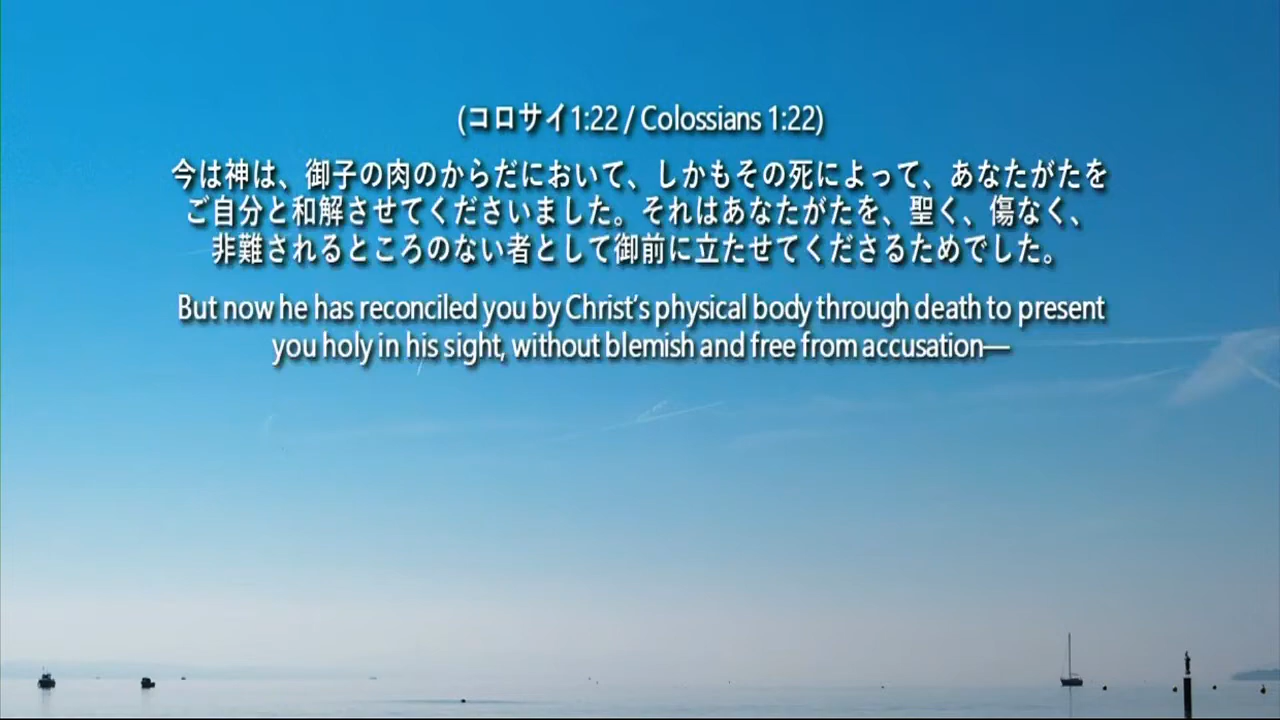 (コロサイ1:22 / Colossians 1:22)
今は神は、御子の肉のからだにおいて、しかもその死によって、あなたがたを
ご自分と和解させてくださいました。それはあなたがたを、聖く、傷なく、
非難されるところのない者として御前に立たせてくださるためでした。
But now he has reconciled you by Christ’s physical body through death to present
you holy in his sight, without blemish and free from accusation—